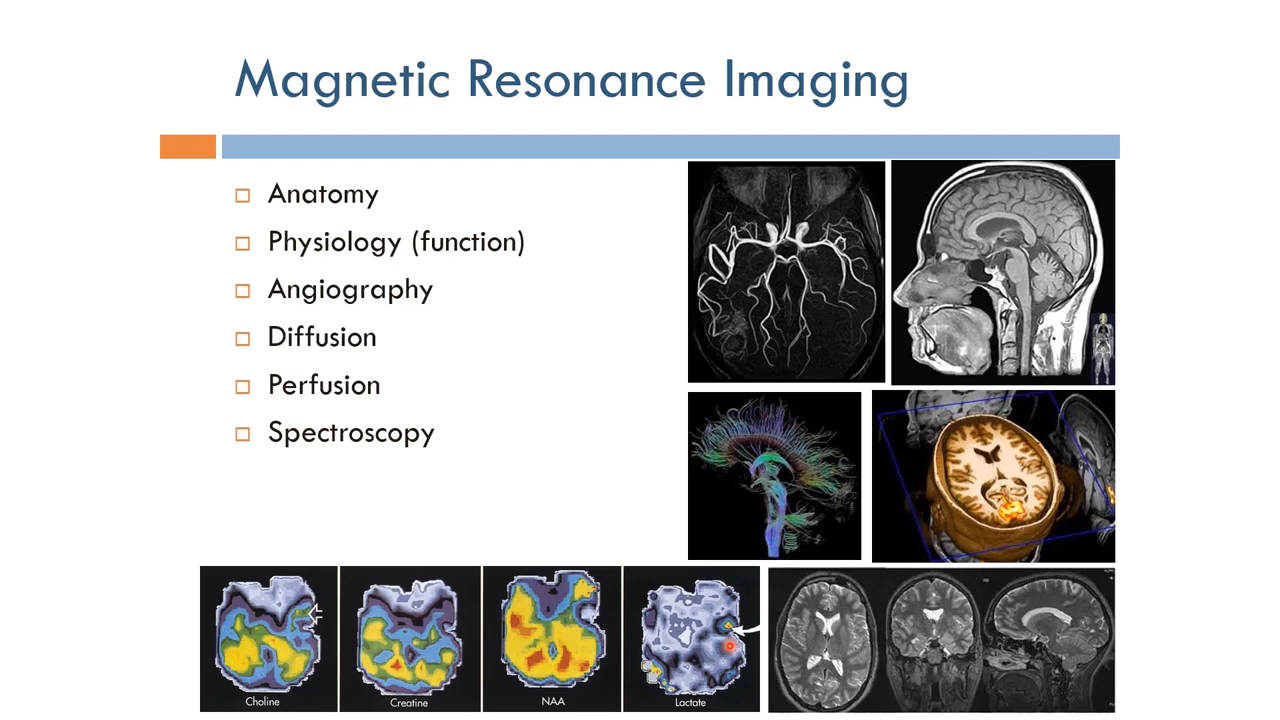 Magnetic Resonance Imaging
Anatomy
Physiology (function)
Angiography
Diffusion
Perfusion
Spectroscopy
Choline
Creatine
NAA
Lactate